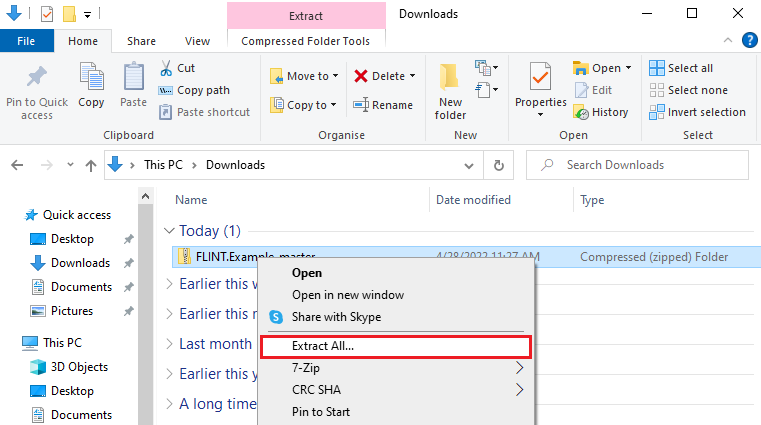 Extract
Downloads
File
Home
Share
View
Compressed Folder Tools
Pin to Quick access
Copy
Paste
Cut
Copy path
Paste shortcut
Clipboard
Move to
Copy to
Delete
Rename
Organise
New folder
New
Properties
Open
Edit
History
Open
Select all
Select none
Invert selection
Select
This PC
Downloads
Search Downloads
Name
Date modified
Type
Quick access
Desktop
Downloads
Documents
Pictures
This PC
3D Objects
Desktop
Documents
Today (1)
FLINT.Example-master
4/28/2022 11:27 AM
Compressed (zipped) Folder
Earlier this
Earlier this
Last month
Earlier this y
A long time
Open
Open in new window
Share with Skype
Extract All...
7-Zip
CRC SHA
Pin to Start